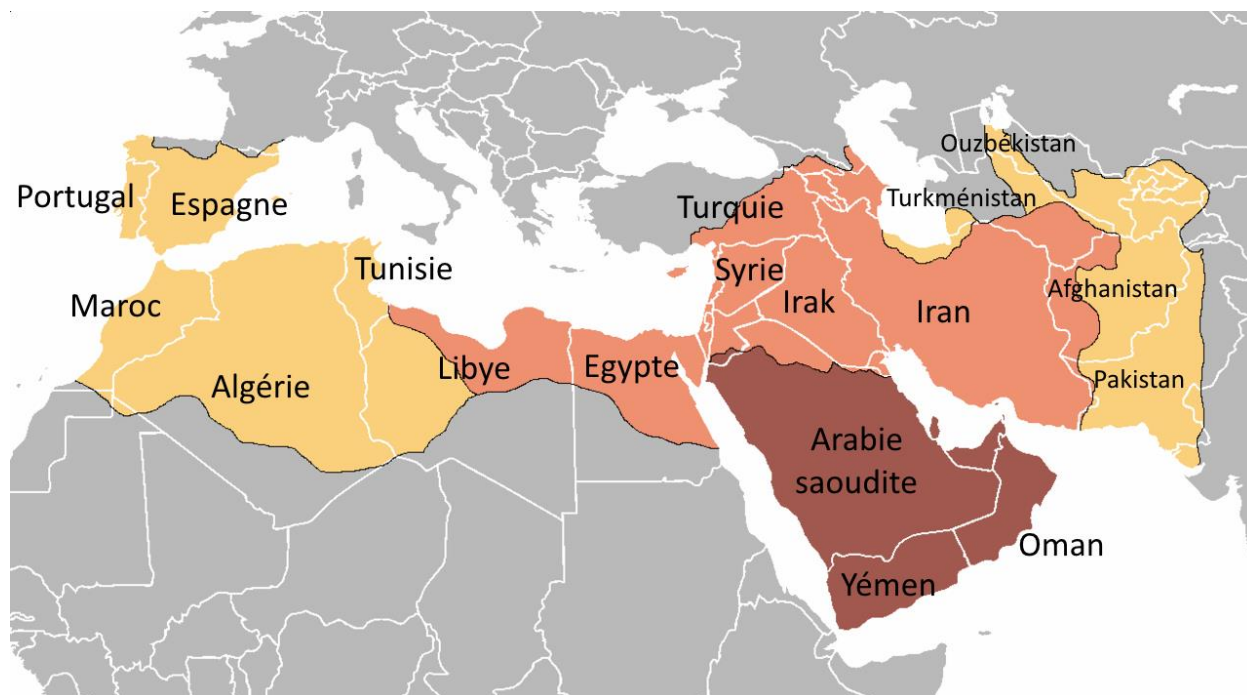 Ouzbékistan
Portugal
Espagne
Turquie
Turkménistan
Tunisie
Syrie
Maroc
Irak
Iran
Afghanistan
Algérie
Libye
Egypte
Pakistan
Arabie
saoudite
Oman
Yémen